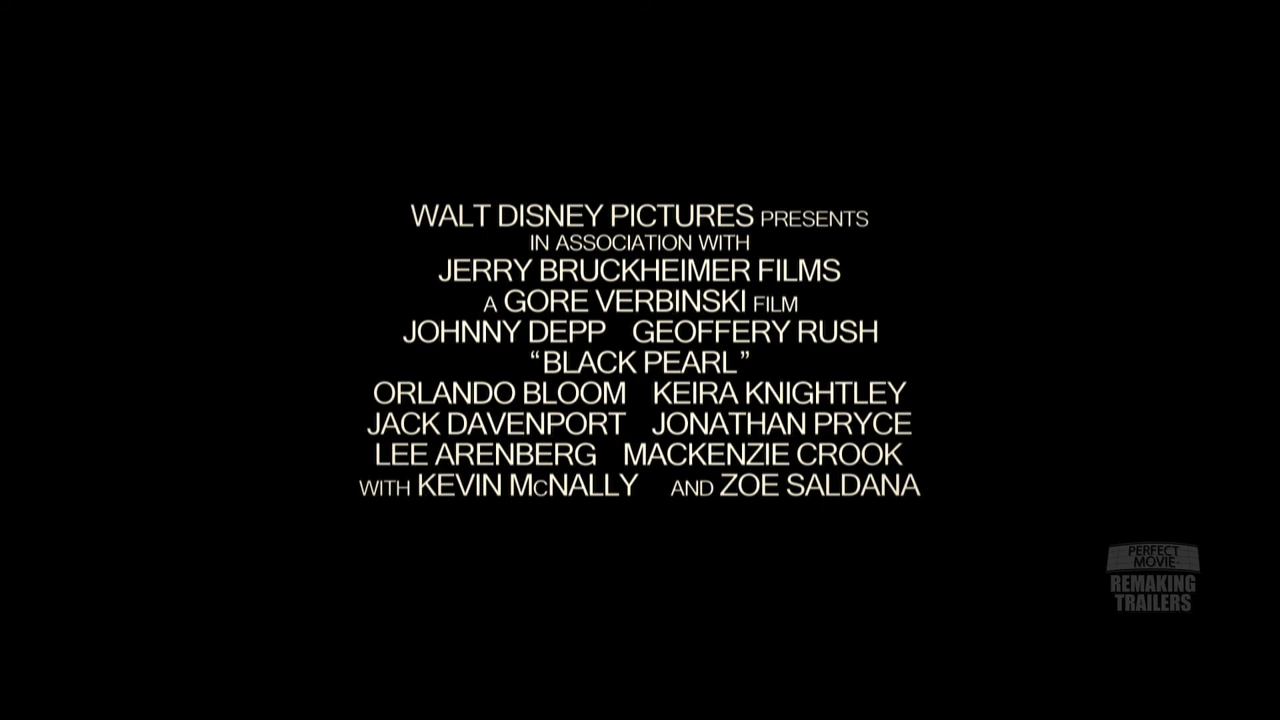 WALT DISNEY PICTURES PRESENTS
IN ASSOCIATION WITH
JERRY BRUCKHEIMER FILMS
A GORE VERBINSKI FILM
JOHNNY DEPP GEOFFERY RUSH
“BLACK PEARL”
ORLANDO BLOOM KEIRA KNIGHTLEY
JACK DAVENPORT JONATHAN PRYCE
LEE ARENBERG MACKENZIE CROOK
WITH KEVIN McNALLY AND ZOE SALDANA
PERFECT
MOVIE
REMAKING
TRAILERS